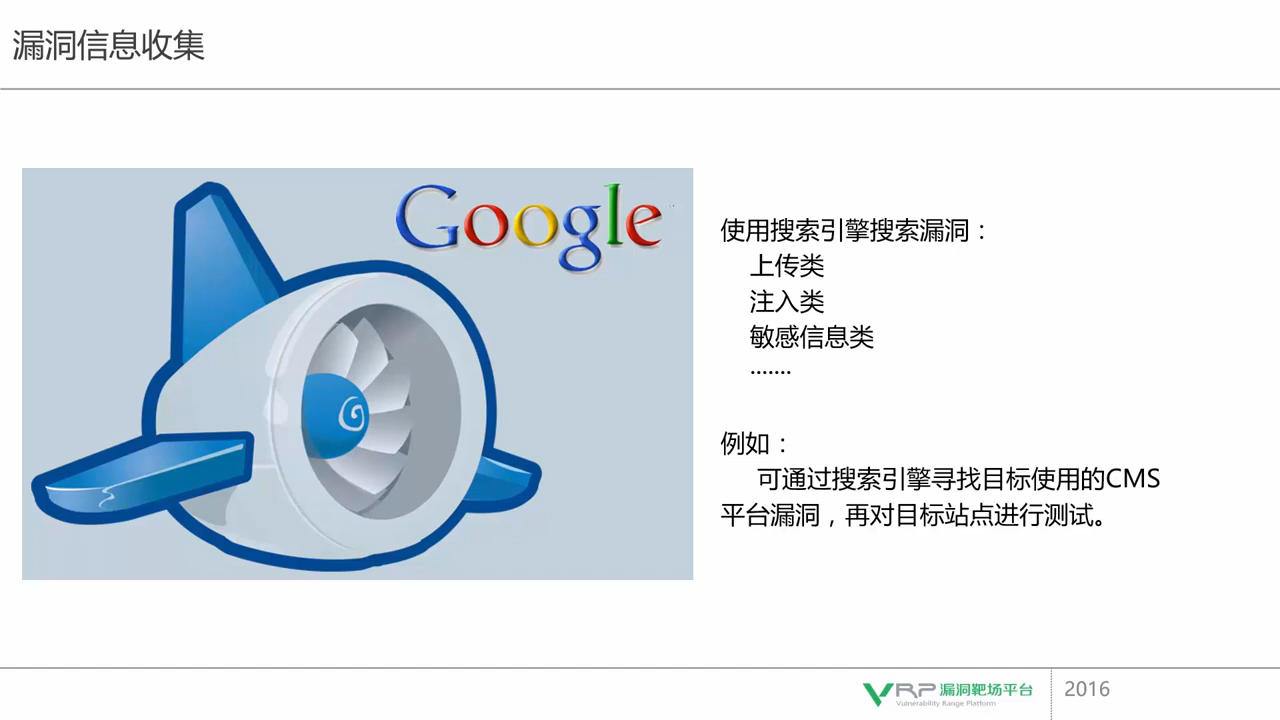 漏洞信息收集
Google
使用搜索引擎搜索漏洞：
上传类
注入类
敏感信息类
.......
例如：
可通过搜索引擎寻找目标使用的CMS
平台漏洞，再对目标站点进行测试。
VRP 漏洞靶场平台
Vulnerability Range Platform
2016